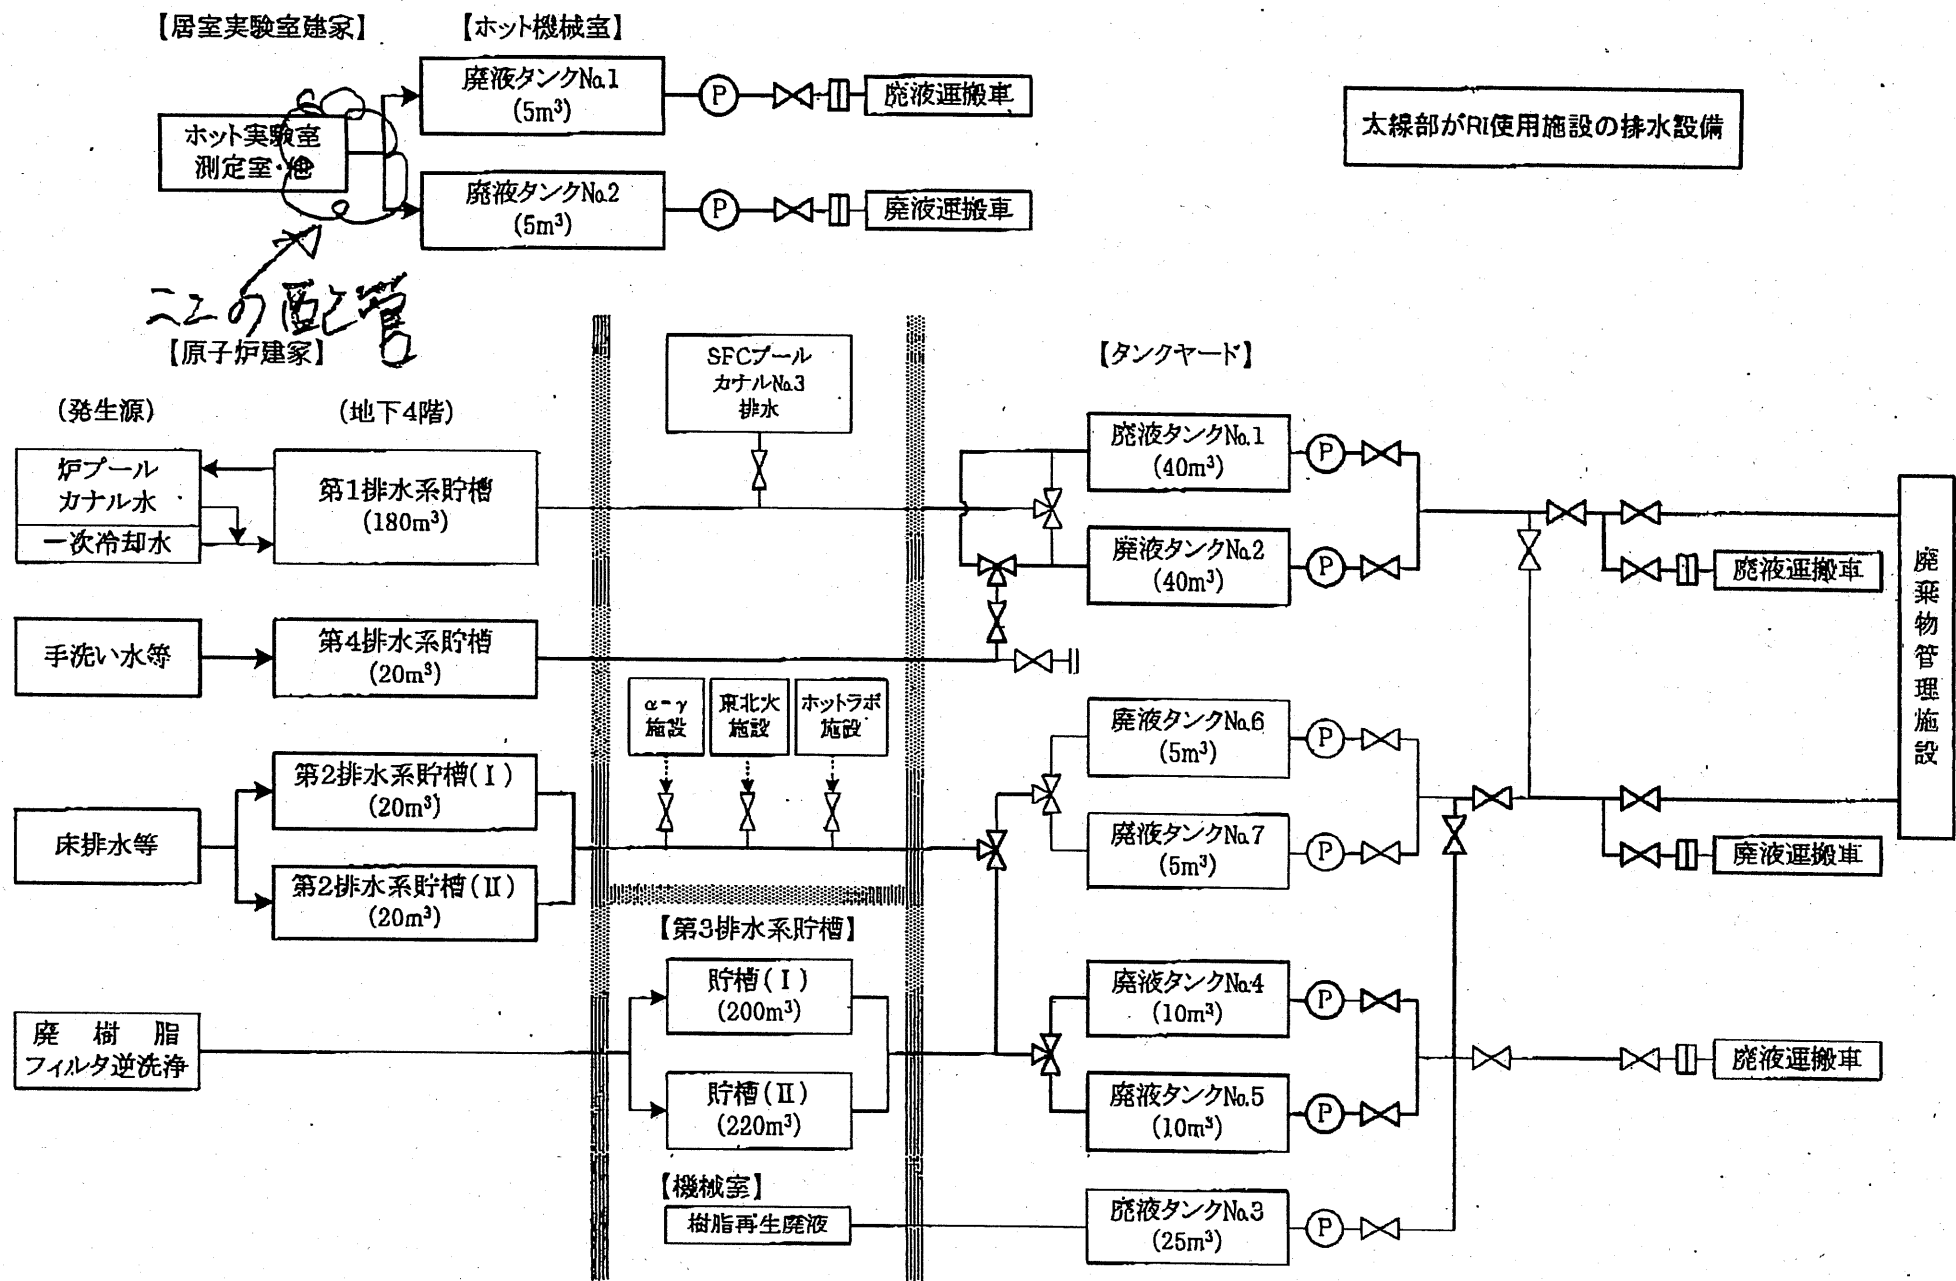 【居室実験室建家】
【ホット機械室】
ホット実験室
測定室・他
廃液タンク№1
(5m³)
P
廃液運搬車
太線部がRI使用施設の排水設備
廃液タンク№2
(5m³)
P
廃液運搬車
ココの配管
【原子炉建家】
(発生源)
(地下4階)
SFCプール
カナル№3
排水
【タンクヤード】
炉プール
カナル水
一次冷却水
第1排水系貯槽
(180m³)
廃液タンク№1
(40m³)
P
廃液タンク№2
(40m³)
P
廃液運搬車
廃棄物管理施設
手洗い水等
第4排水系貯槽
(20m³)
α-γ
施設
東北大
施設
ホットラボ
施設
廃液タンク№6
(5m³)
P
床排水等
第2排水系貯槽(Ⅰ)
(20m³)
第2排水系貯槽(Ⅱ)
(20m³)
廃液タンク№7
(5m³)
P
廃液運搬車
【第3排水系貯槽】
廃樹脂
フィルタ逆洗浄
貯槽(Ⅰ)
(200m³)
貯槽(Ⅱ)
(220m³)
廃液タンク№4
(10m³)
P
廃液タンク№5
(10m³)
P
廃液運搬車
【機械室】
樹脂再生廃液
廃液タンク№3
(25m³)
P